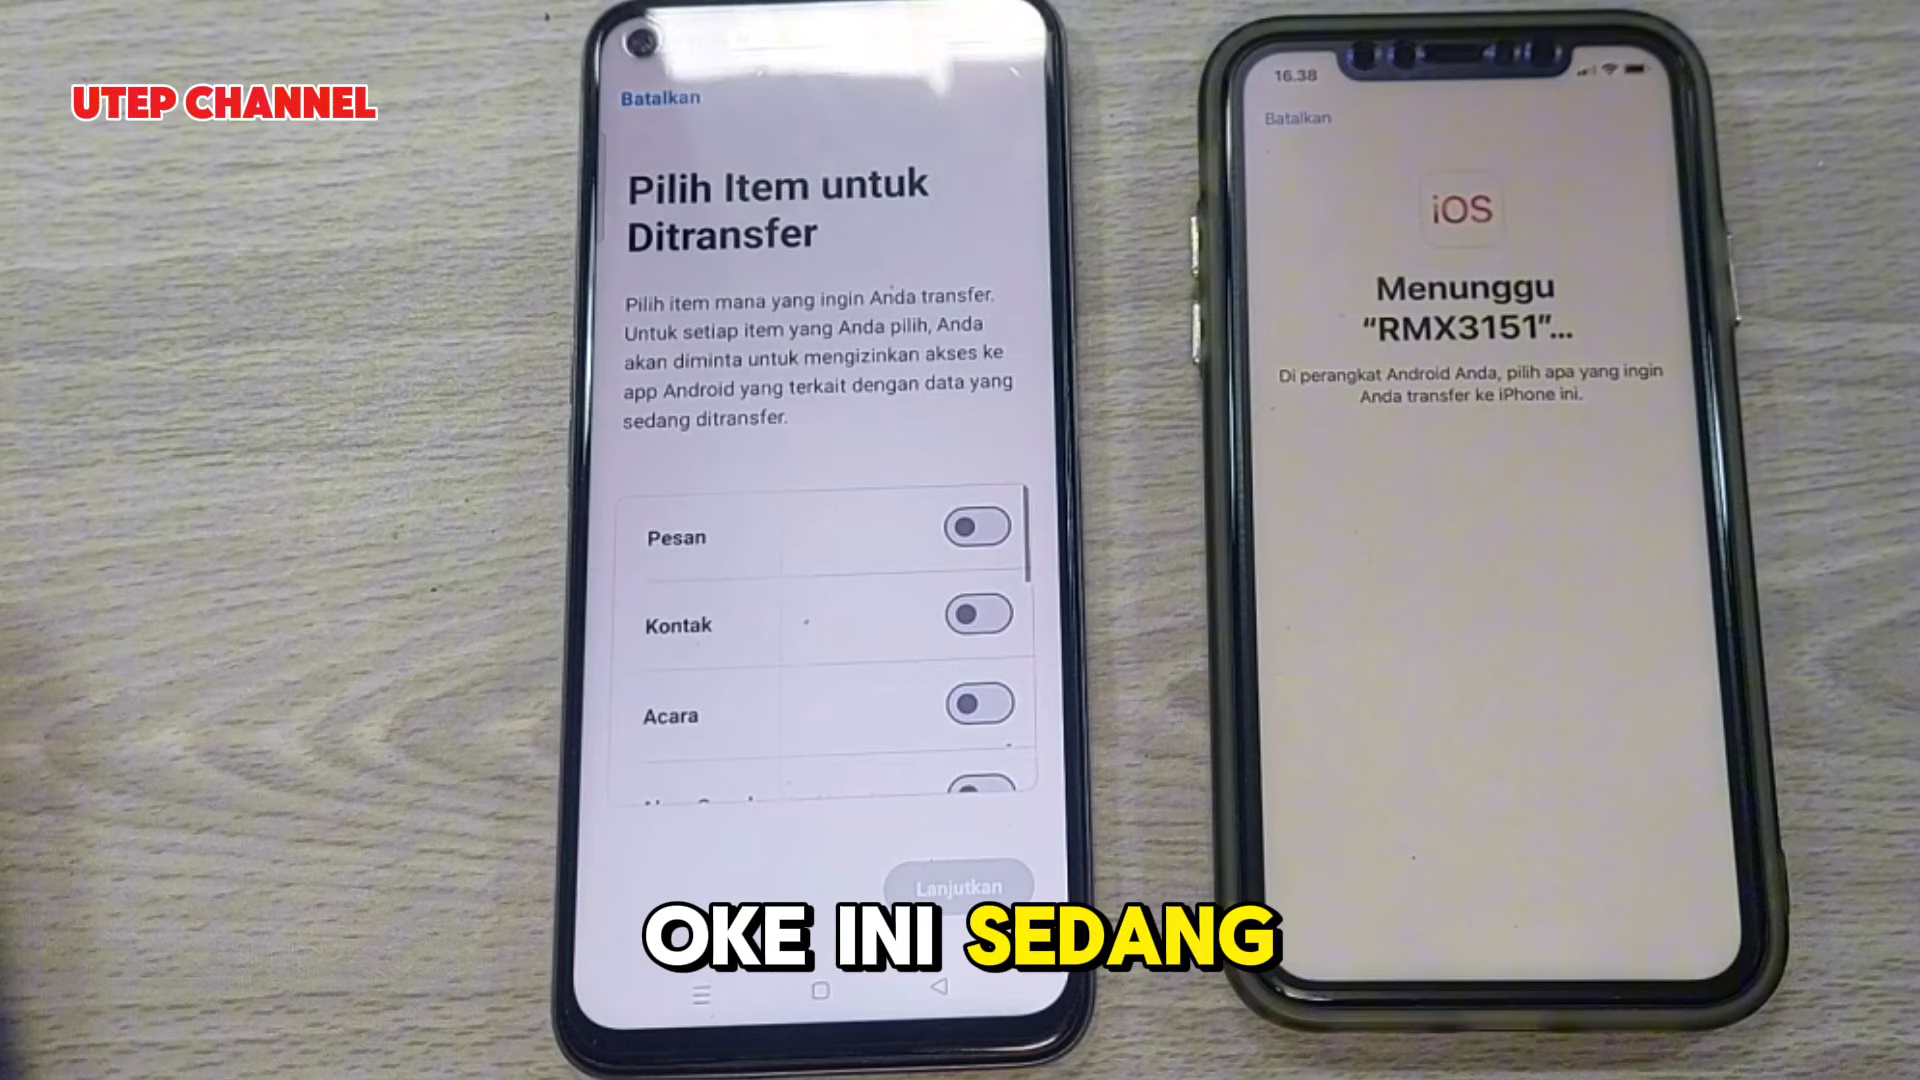 UTEP CHANNEL
Batalkan
Pilih Item untuk
Ditransfer
Pilih item mana yang ingin Anda transfer.
Untuk setiap item yang Anda pilih, Anda
akan diminta untuk mengizinkan akses ke
app Android yang terkait dengan data yang
sedang ditransfer.
Pesan
Kontak
Acara
Lanjutkan
16.38
Batalkan
iOS
Menunggu
“RMX3151”...
Di perangkat Android Anda, pilih apa yang ingin
Anda transfer ke iPhone ini.
OKE INI SEDANG